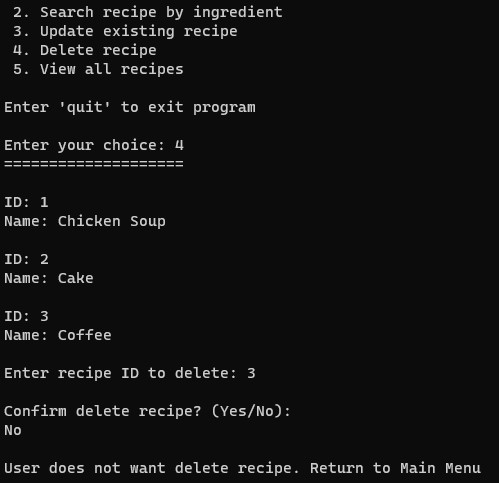 2. Search recipe by ingredient
3. Update existing recipe
4. Delete recipe
5. View all recipes
Enter 'quit' to exit program
Enter your choice: 4
====================
ID: 1
Name: Chicken Soup
ID: 2
Name: Cake
ID: 3
Name: Coffee
Enter recipe ID to delete: 3
Confirm delete recipe? (Yes/No):
No
User does not want delete recipe. Return to Main Menu